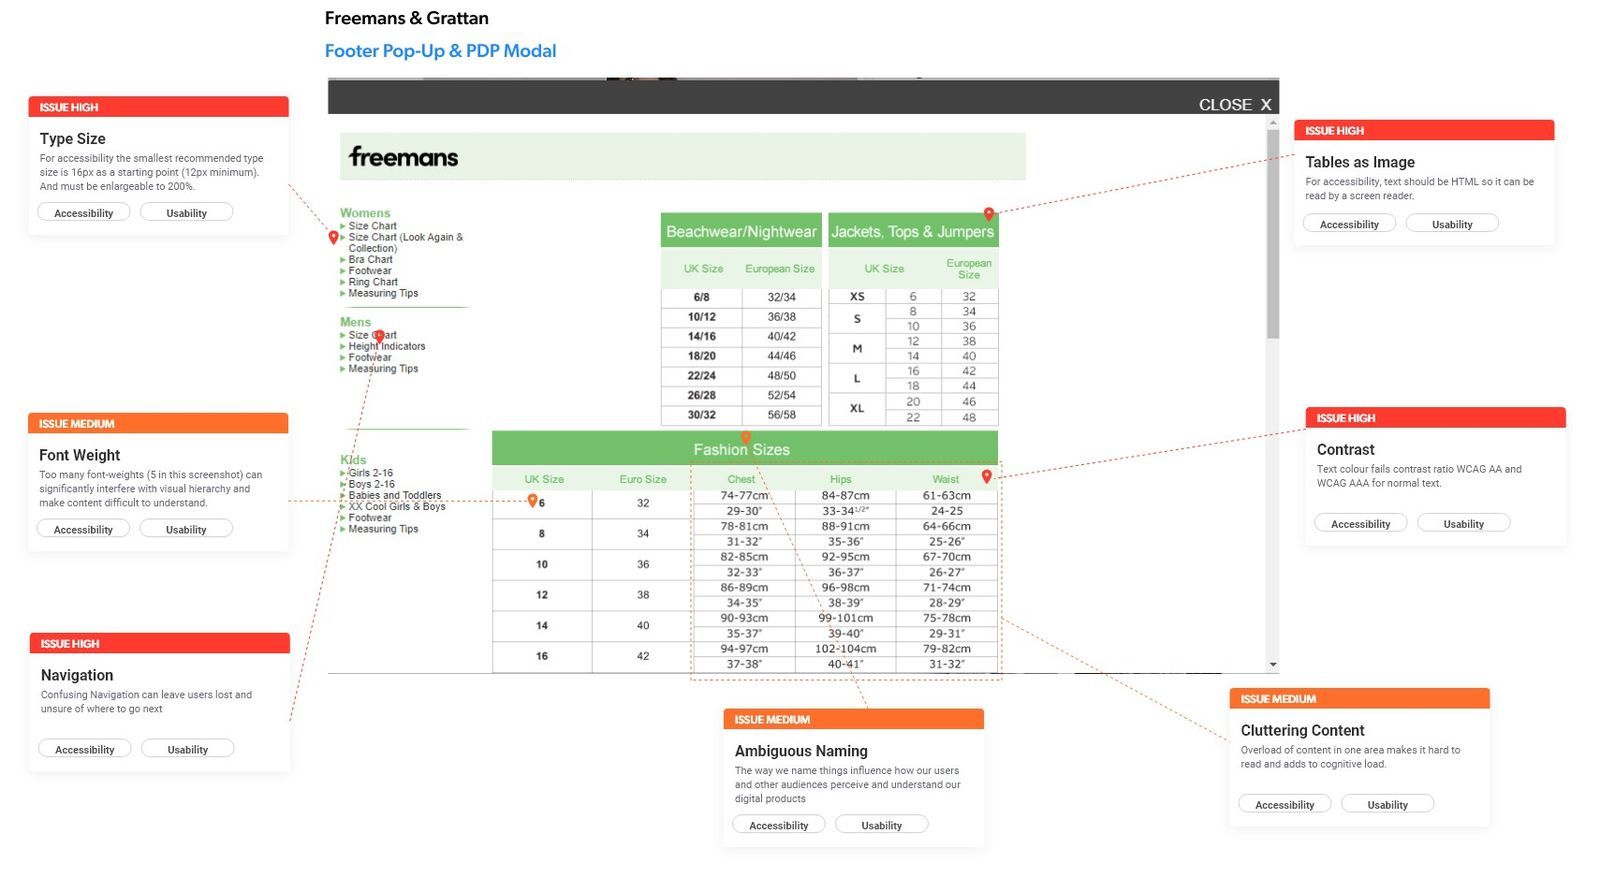 Freemans & Grattan
Footer Pop-Up & PDP Modal
CLOSE X
freemans
Womens
Size Chart
Size Chart (Look Again &
Collection)
Bra Chart
Footwear
Ring Chart
Measuring Tips
Mens
Size Chart
Height Indicators
Footwear
Measuring Tips
Kids
Girls 2-16
Boys 2-16
Babies and Toddlers
XX Cool Girls & Boys
Footwear
Measuring Tips
Beachwear/Nightwear
UK Size European Size
6/8 32/34
10/12 36/38
14/16 40/42
18/20 44/46
22/24 48/50
26/28 52/54
30/32 56/58
Jackets, Tops & Jumpers
UK Size European
Size
XS 6 32
S 8 34
10 36
M 12 38
14 40
L 16 42
18 44
XL 20 46
22 48
Fashion Sizes
UK Size Euro Size Chest Hips Waist
6 32 74-77cm 84-87cm 61-63cm
29-30" 33-34 1/2" 24-25
8 34 78-81cm 88-91cm 64-66cm
31-32" 35-36" 25-26"
10 36 82-85cm 92-95cm 67-70cm
32-33" 36-37" 26-27"
12 38 86-89cm 96-98cm 71-74cm
34-35" 38-39" 28-29"
14 40 90-93cm 99-101cm 75-78cm
35-37" 39-40" 29-31"
16 42 94-97cm 102-104cm 79-82cm
37-38" 40-41" 31-32"
ISSUE HIGH
Type Size
For accessibility the smallest recommended type
size is 16px as a starting point (12px minimum).
And must be enlargeable to 200%.
Accessibility Usability
ISSUE MEDIUM
Font Weight
Too many font-weights (5 in this screenshot) can
significantly interfere with visual hierarchy and
make content difficult to understand.
Accessibility Usability
ISSUE HIGH
Navigation
Confusing Navigation can leave users lost and
unsure of where to go next
Accessibility Usability
ISSUE MEDIUM
Ambiguous Naming
The way we name things influence how our users
and other audiences perceive and understand our
digital products
Accessibility Usability
ISSUE HIGH
Tables as Image
For accessibility, text should be HTML so it can be
read by a screen reader.
Accessibility Usability
ISSUE HIGH
Contrast
Text colour fails contrast ratio WCAG AA and
WCAG AAA for normal text.
Accessibility Usability
ISSUE MEDIUM
Cluttering Content
Overload of content in one area makes it hard to
read and adds to cognitive load.
Accessibility Usability